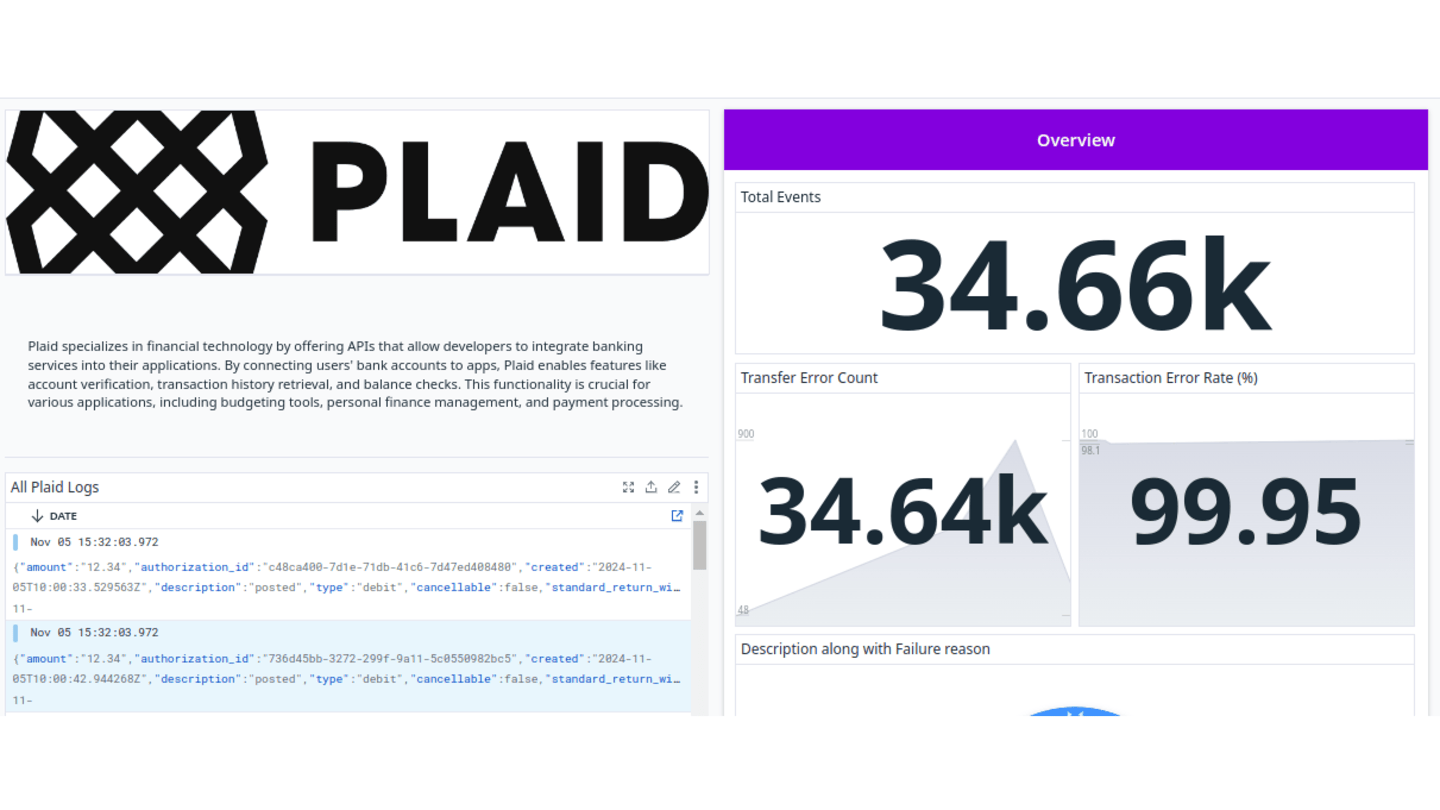 PLAID
Plaid specializes in financial technology by offering APIs that allow developers to integrate banking
services into their applications. By connecting users' bank accounts to apps, Plaid enables features like
account verification, transaction history retrieval, and balance checks. This functionality is crucial for
various applications, including budgeting tools, personal finance management, and payment processing.
All Plaid Logs
DATE
Nov 05 15:32:03.972
{"amount":"12.34","authorization_id":"c48ca400-7d1e-71db-41c6-7d47ed408480","created":"2024-11-
05T10:00:33.529563Z","description":"posted","type":"debit","cancellable":false,"standard_return_wi…
11-
Nov 05 15:32:03.972
{"amount":"12.34","authorization_id":"736d45bb-3272-299f-9a11-5c0550982bc5","created":"2024-11-
05T10:00:42.944268Z","description":"posted","type":"debit","cancellable":false,"standard_return_wi…
11-
Overview
Total Events
34.66k
Transfer Error Count
900
34.64k
48
Transaction Error Rate (%)
100
98.1
99.95
Description along with Failure reason